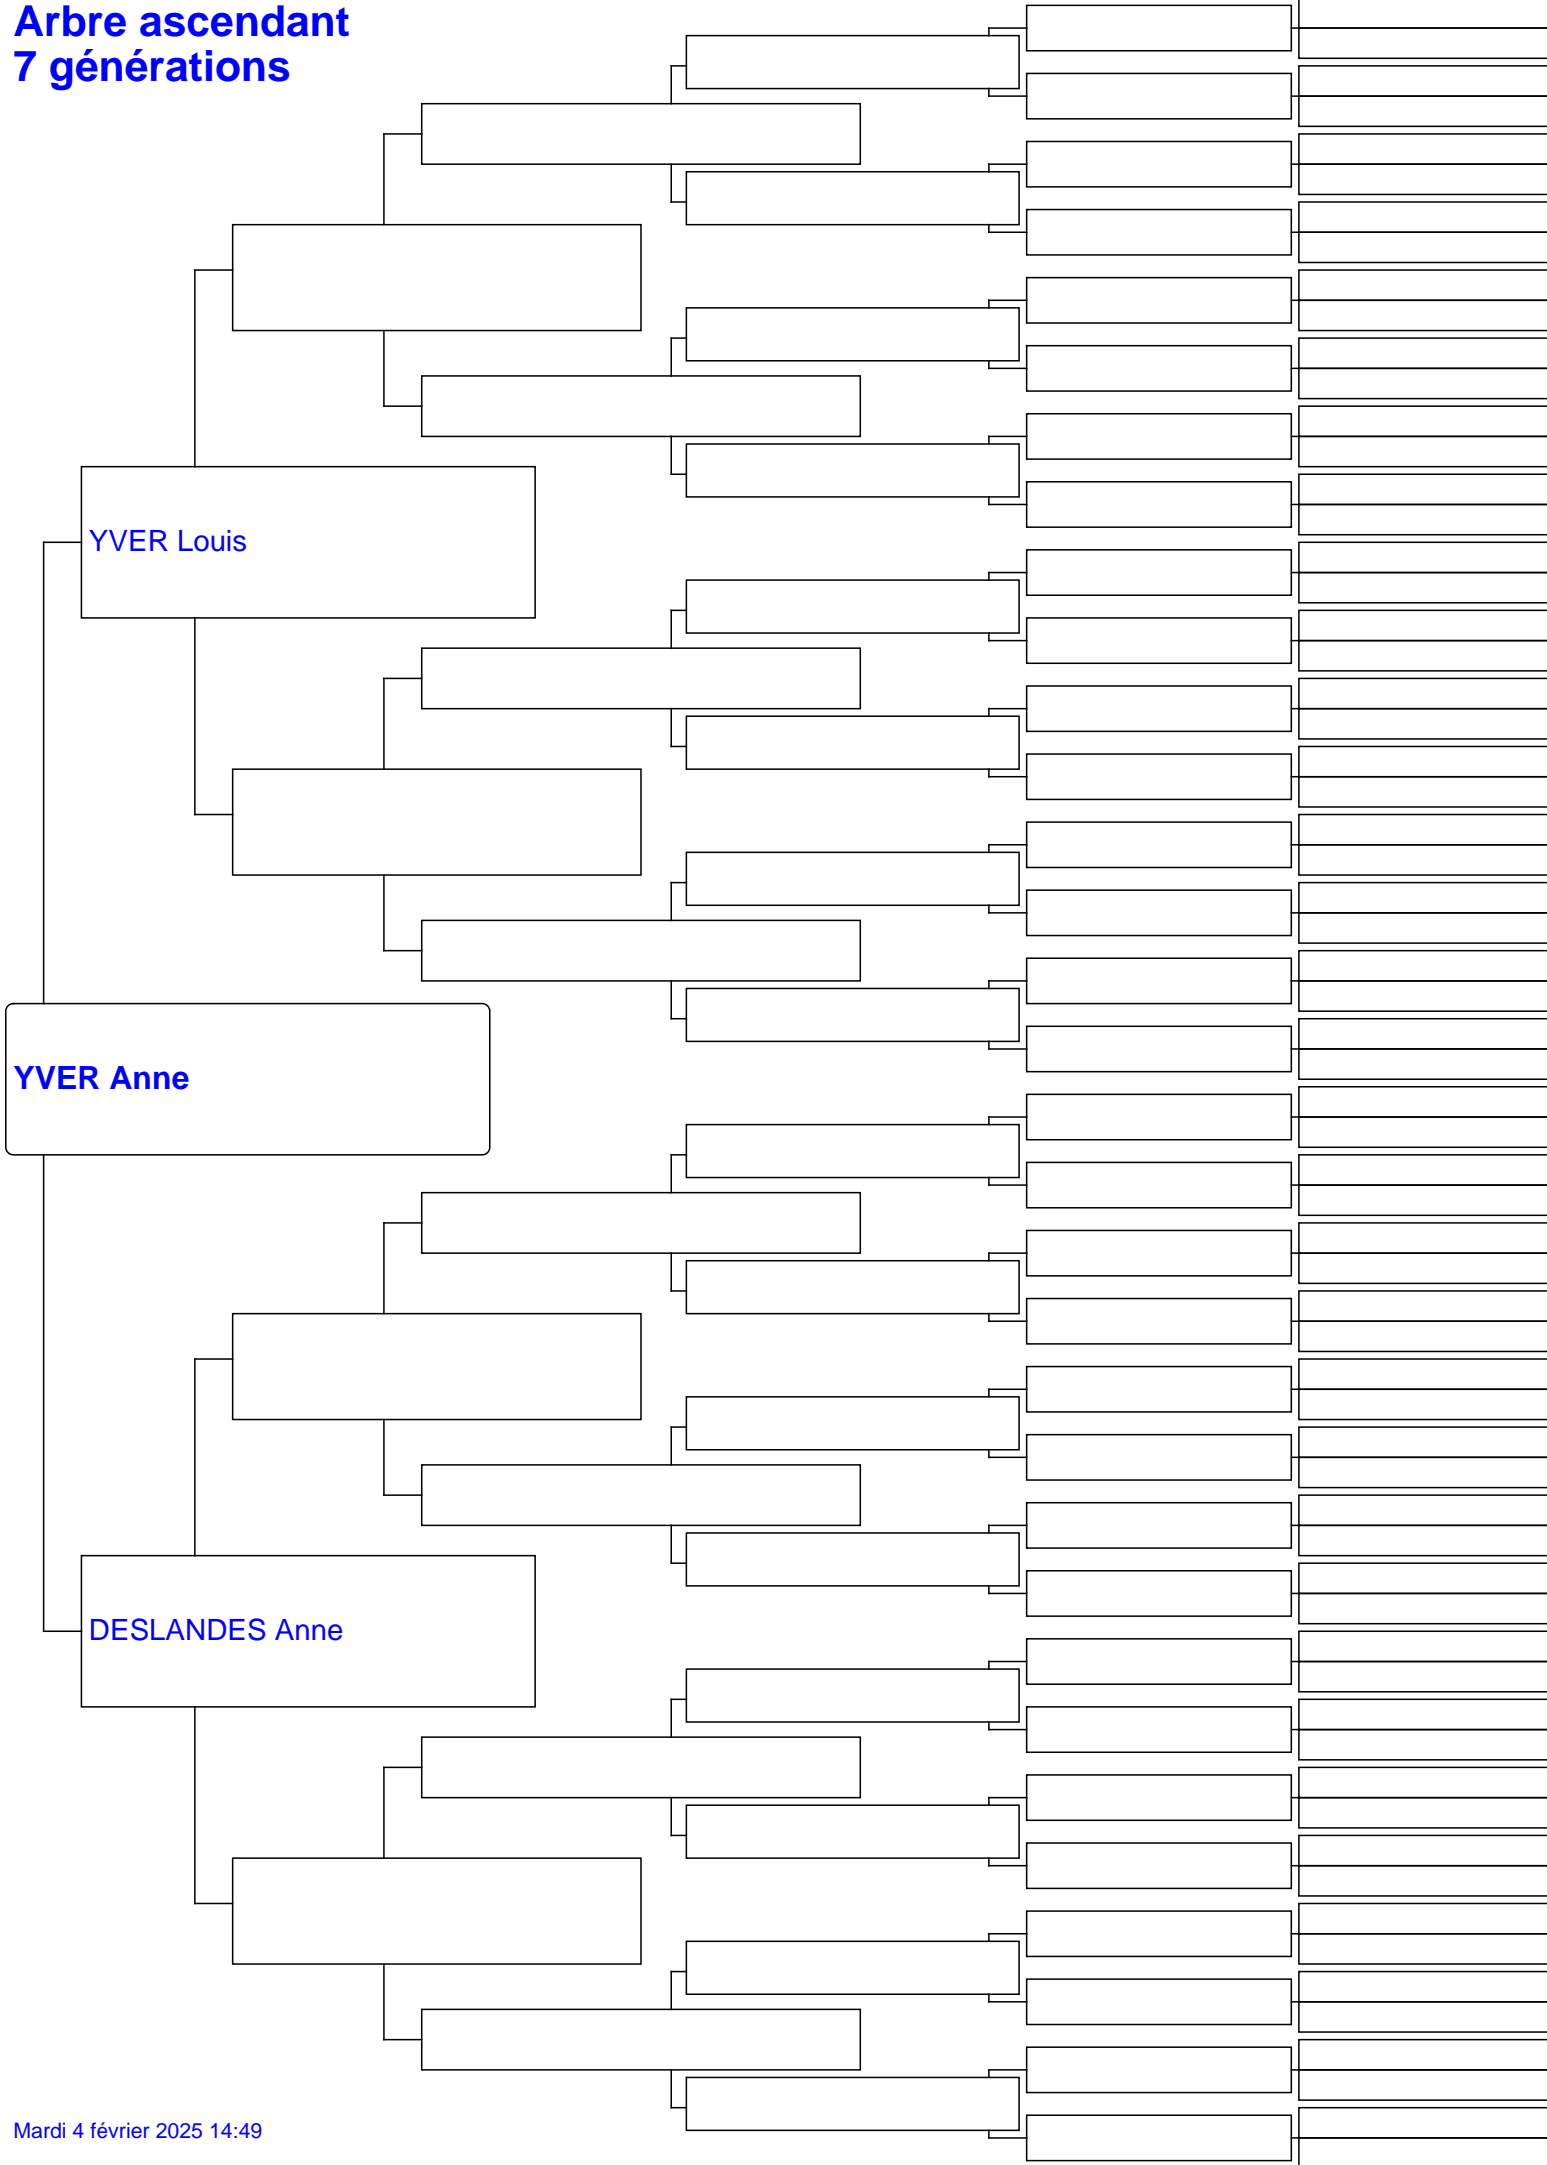 Arbre ascendant
7 générations
YVER Louis
YVER Anne
DESLANDES Anne
Mardi 4 février 2025 14:49